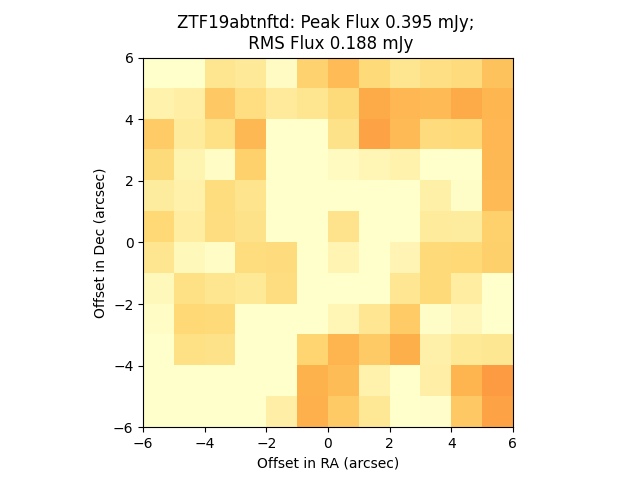 ZTF19abtnftd: Peak Flux 0.395 mJy;
RMS Flux 0.188 mJy
6
4
2
0
−2
−4
−6
Offset in Dec (arcsec)
−6 −4 −2 0 2 4 6
Offset in RA (arcsec)